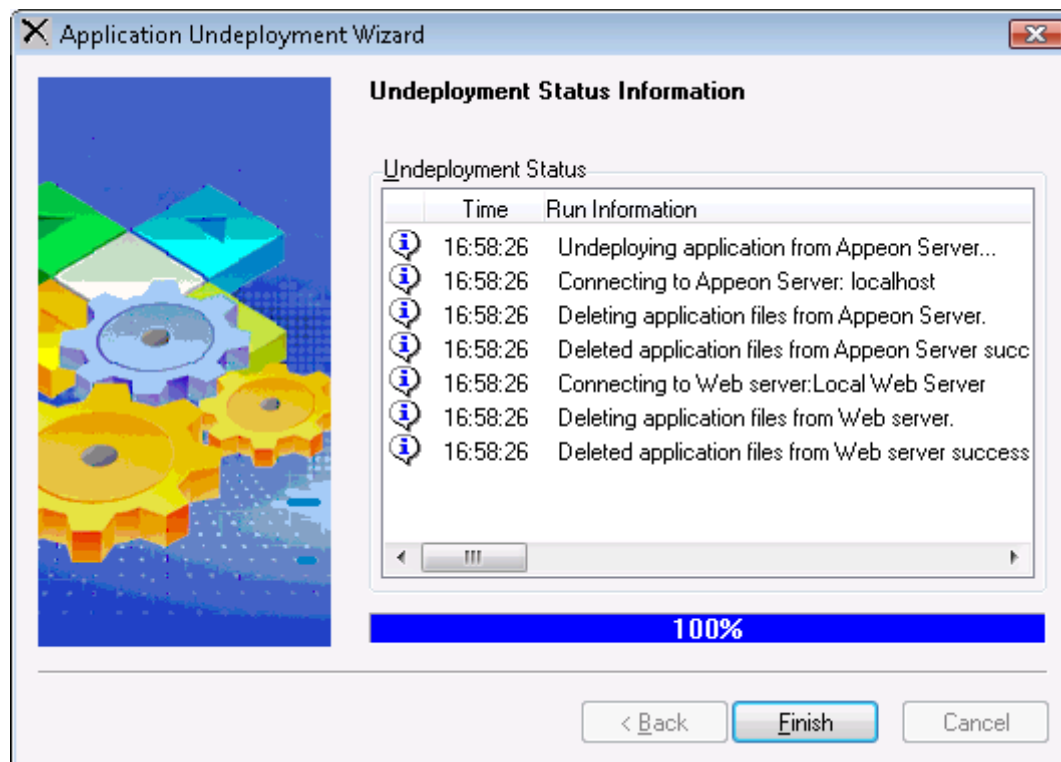 Application Undeployment Wizard
Undeployment Status Information
Undeployment Status
Time Run Information
16:58:26 Undeploying application from Appeon Server...
16:58:26 Connecting to Appeon Server: localhost
16:58:26 Deleting application files from Appeon Server.
16:58:26 Deleted application files from Appeon Server succ
16:58:26 Connecting to Web server:Local Web Server
16:58:26 Deleting application files from Web server.
16:58:26 Deleted application files from Web server success
100%
< Back Finish Cancel